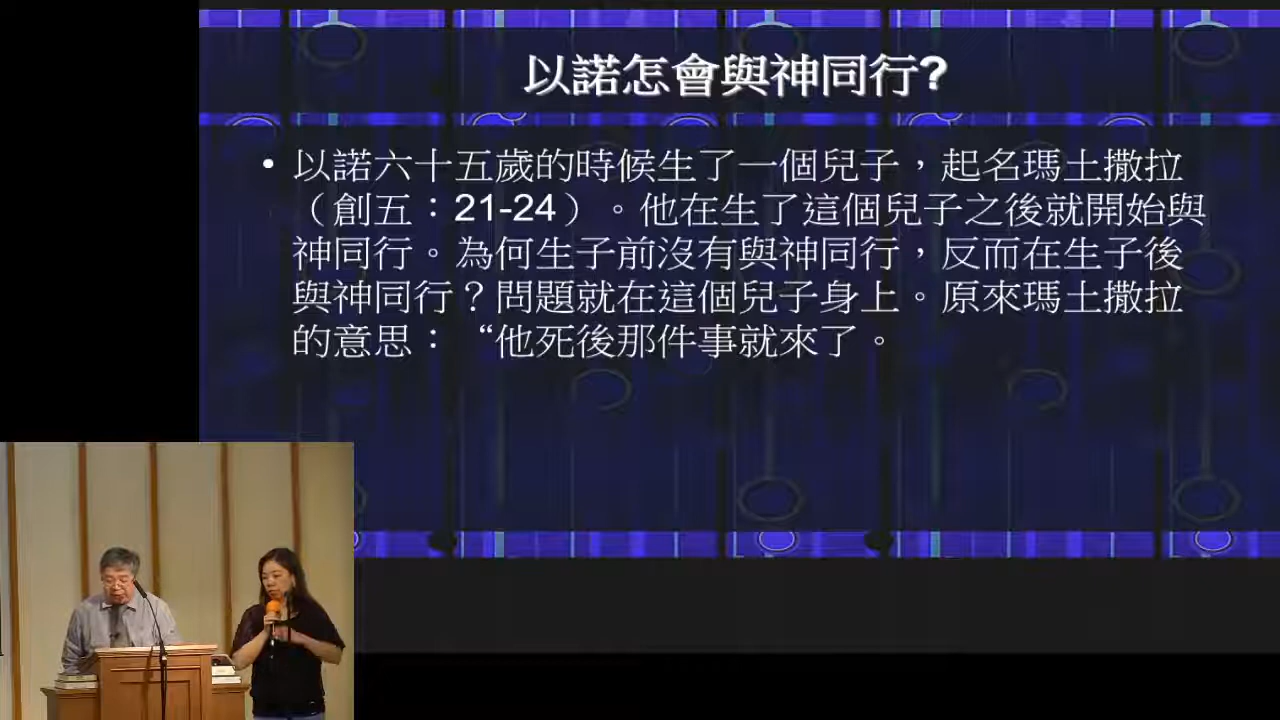 以諾怎會與神同行?
• 以諾六十五歲的時候生了一個兒子，起名瑪土撒拉
（創五：21-24）。他在生了這個兒子之後就開始與
神同行。為何生子前沒有與神同行，反而在生子後
與神同行？問題就在這個兒子身上。原來瑪土撒拉
的意思：“他死後那件事就來了。